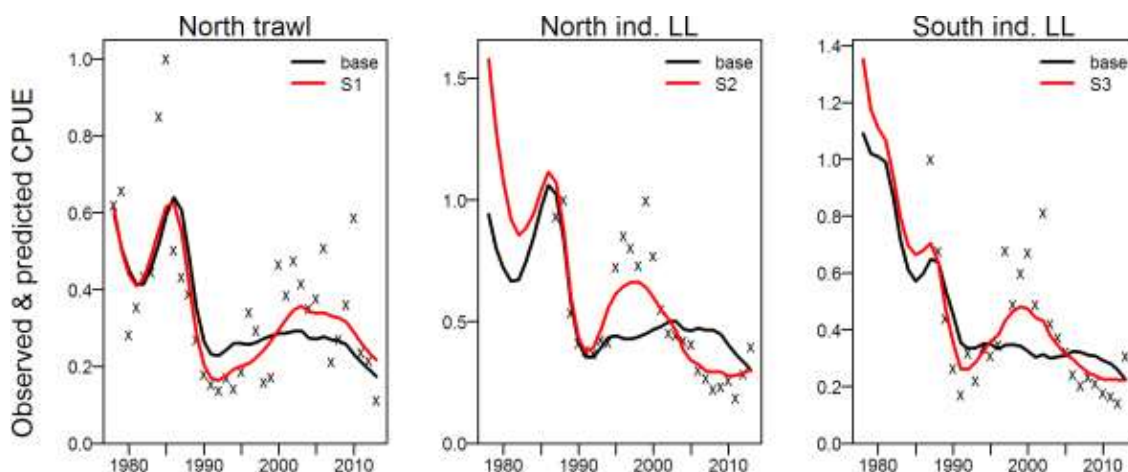 North trawl North ind. LL South ind. LL
Observed & predicted CPUE
1.0
0.8
0.6
0.4
0.2
0.0
base
S1
1980 1990 2000 2010
1.5
1.0
0.5
0.0
base
S2
1980 1990 2000 2010
1.4
1.2
1.0
0.8
0.6
0.4
0.2
0.0
base
S3
1980 1990 2000 2010